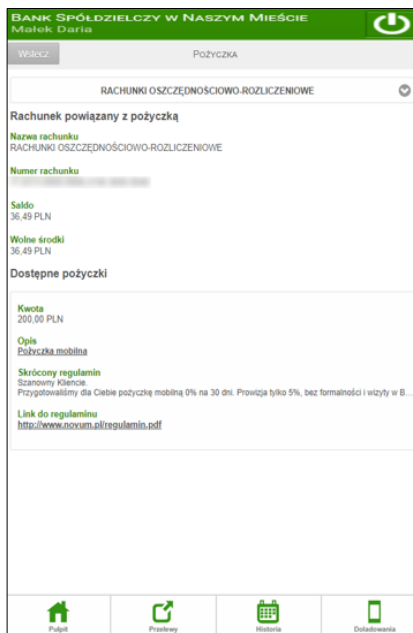 Bank Spółdzielczy w Naszym Mieście
Małek Daria
Wstecz
Pożyczka
RACHUNKI OSZCZĘDNOŚCIOWO-ROZLICZENIOWE
Rachunek powiązany z pożyczką
Nazwa rachunku
RACHUNKI OSZCZĘDNOŚCIOWO-ROZLICZENIOWE
Numer rachunku
Saldo
36,49 PLN
Wolne środki
36,49 PLN
Dostępne pożyczki
Kwota
200,00 PLN
Opis
Pożyczka mobilna
Skrócony regulamin
Szanowny Kliencie.
Przygotowaliśmy dla Ciebie pożyczkę mobilną 0% na 30 dni. Prowizja tylko 5%, bez formalności i wizyty w B...
Link do regulaminu
http://www.novum.pl/regulamin.pdf
Pulpit
Przelewy
Historia
Doładowania